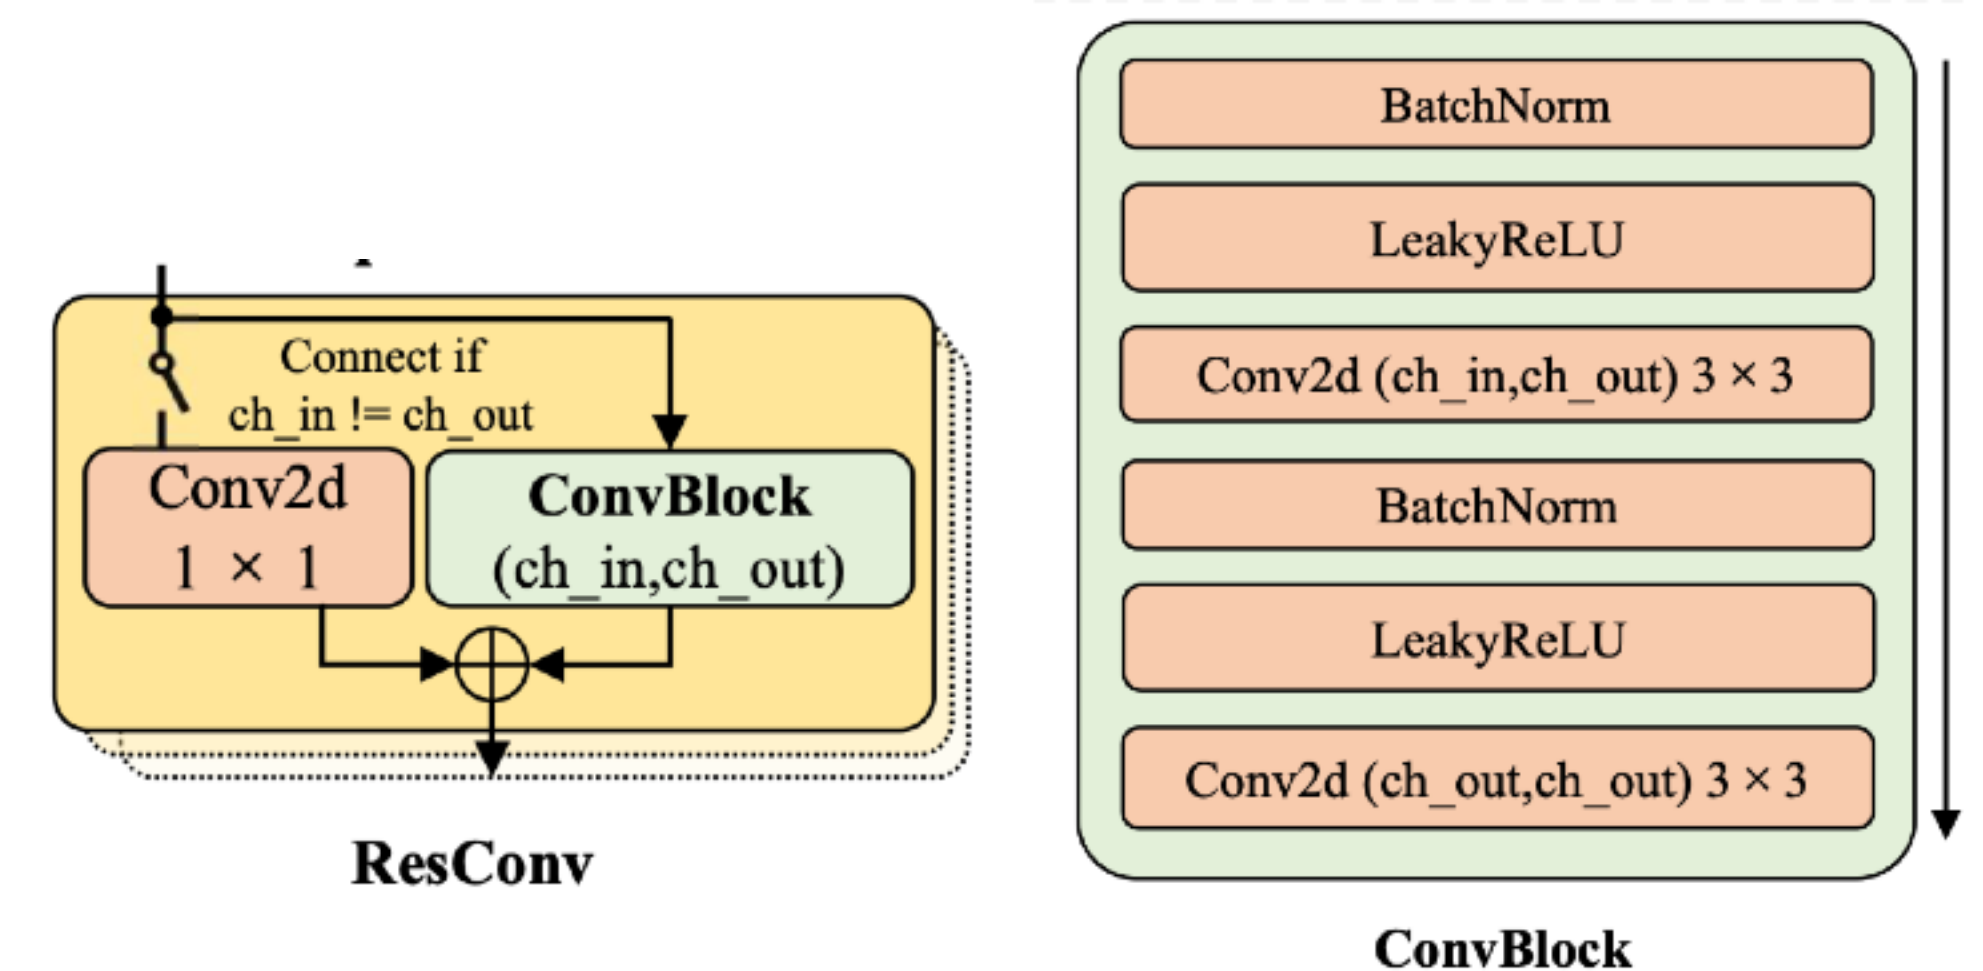 Connect if
ch_in != ch_out
Conv2d
1 × 1
ConvBlock
(ch_in,ch_out)
ResConv
BatchNorm
LeakyReLU
Conv2d (ch_in,ch_out) 3 × 3
BatchNorm
LeakyReLU
Conv2d (ch_out,ch_out) 3 × 3
ConvBlock